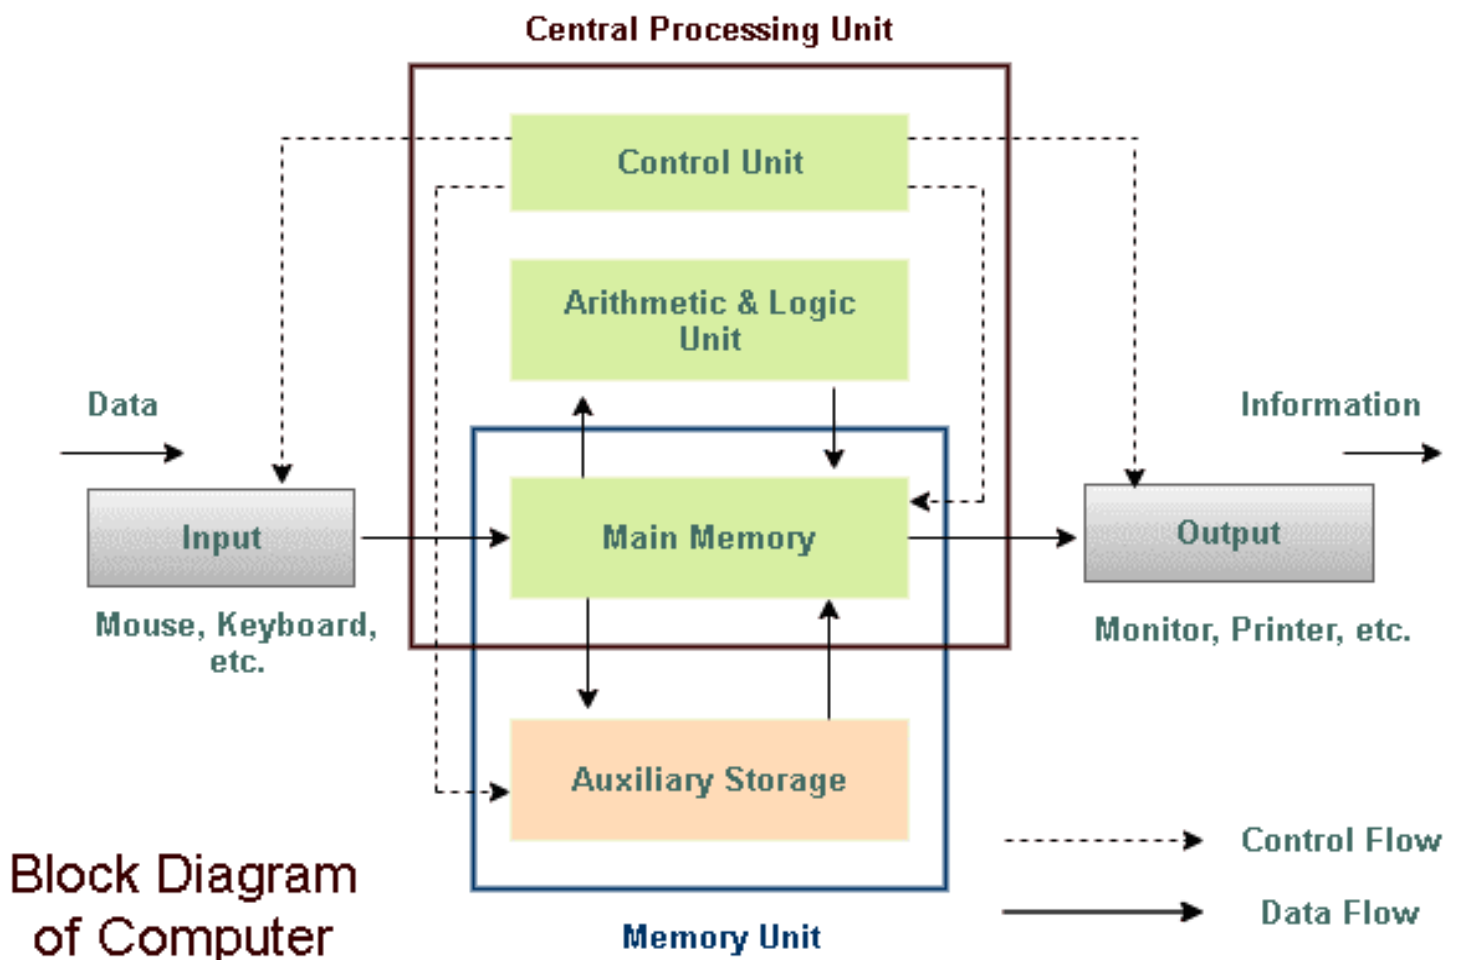 Central Processing Unit
Control Unit
Arithmetic & Logic
Unit
Data
Information
Input
Main Memory
Output
Mouse, Keyboard,
etc.
Monitor, Printer, etc.
Auxiliary Storage
Control Flow
Data Flow
Block Diagram
of Computer
Memory Unit